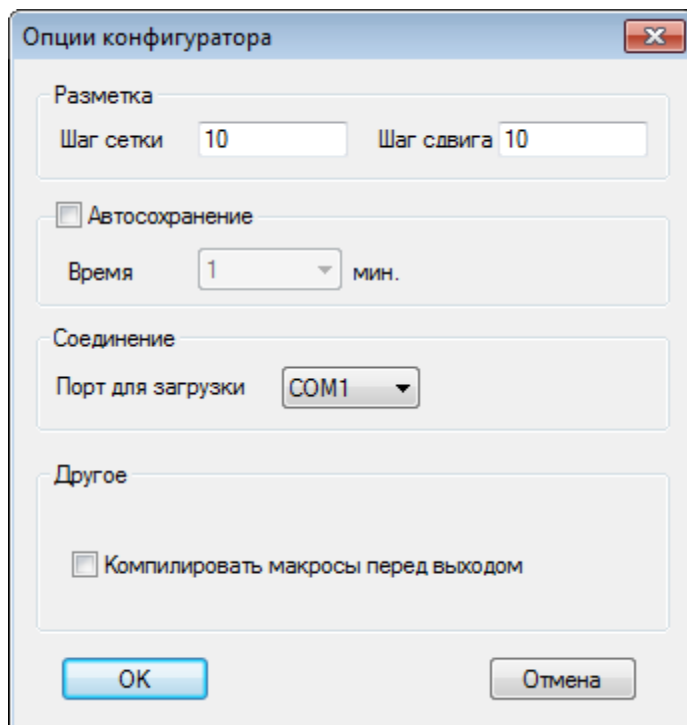 Опции конфигуратора
Разметка
Шаг сетки 10 Шаг сдвига 10
Автосохранение
Время 1 мин.
Соединение
Порт для загрузки COM1
Другое
Компилировать макросы перед выходом
OK Отмена